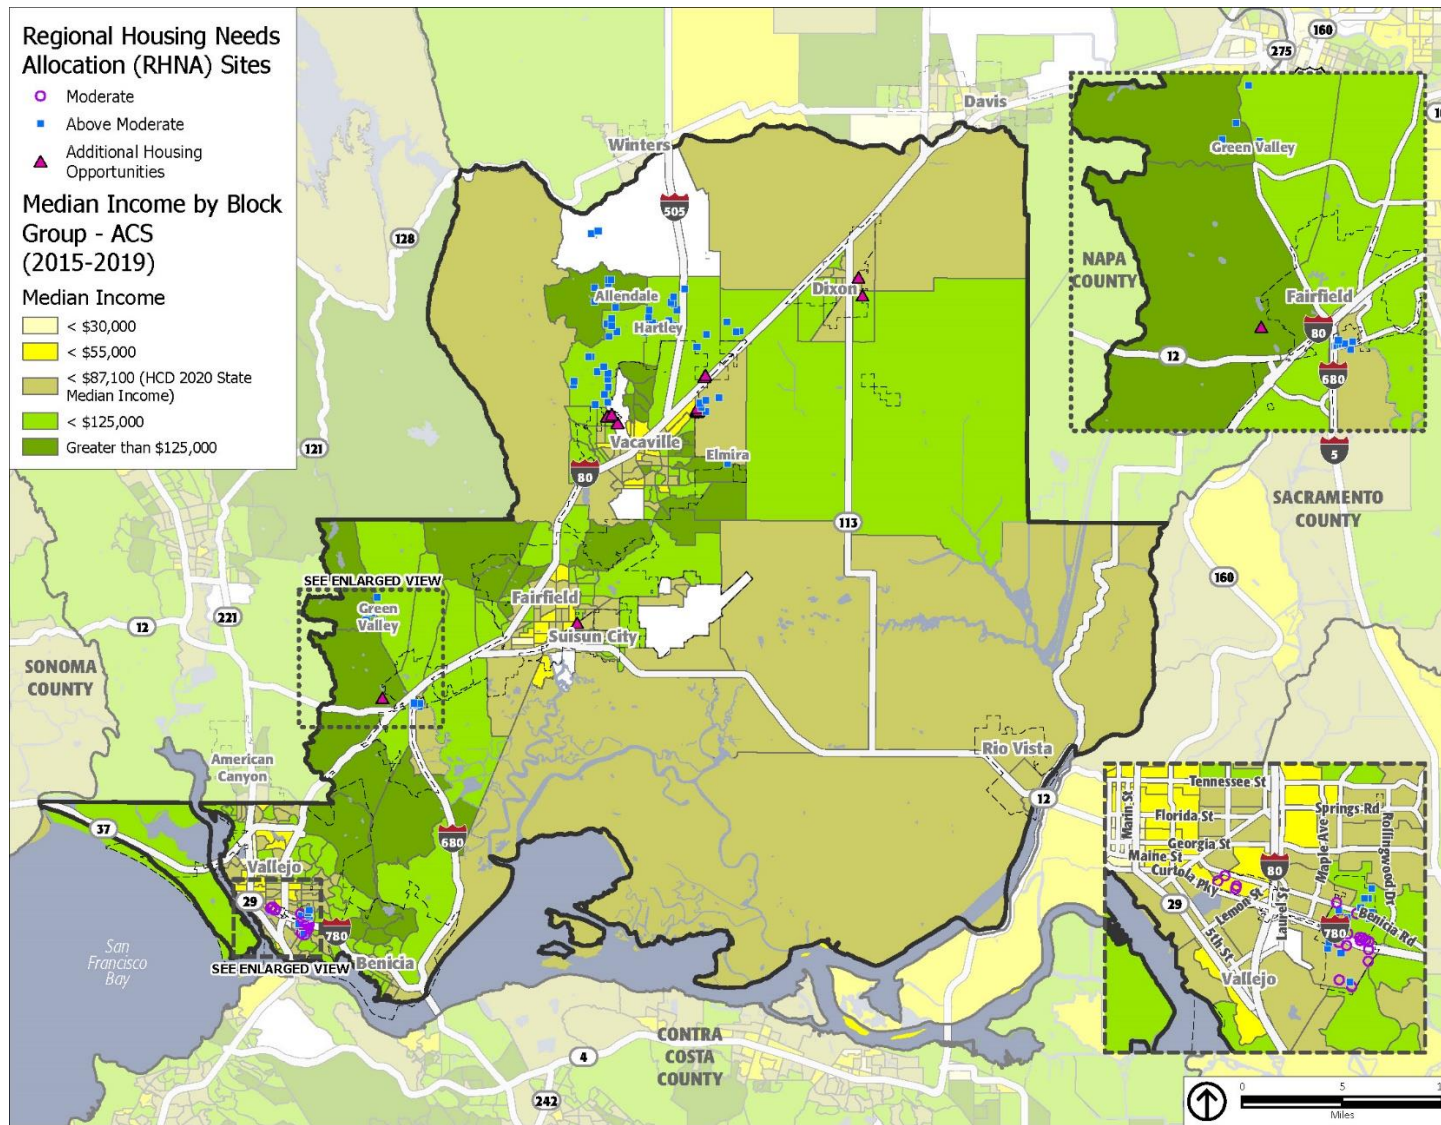 Regional Housing Needs
Allocation (RHNA) Sites
Moderate
Above Moderate
Additional Housing
Opportunities
Median Income by Block
Group - ACS
(2015-2019)
Median Income
< $30,000
< $55,000
< $87,100 (HCD 2020 State
Median Income)
< $125,000
Greater than $125,000
160
275
Davis
Winters
505
128
Green Valley
NAPA
COUNTY
Fairfield
80
12
680
Allendale
Hartley
Dixon
121
Vacaville
Elmira
80
5
SACRAMENTO
COUNTY
113
SEE ENLARGED VIEW
160
Fairfield
Green
Valley
221
12
Suisun City
SONOMA
COUNTY
American
Canyon
Rio Vista
12
37
680
Vallejo
29
780
San
Francisco
Bay
SEE ENLARGED VIEW
Benicia
Tennessee St
Marin St
Springs Rd
Florida St
Rollingwood Dr
Maple Ave
Georgia St
Maine St
80
Curtola Pky
29
Lemon St
Laurel St
Benicia Rd
5th St
780
Vallejo
CONTRA
COSTA
COUNTY
4
242
0
5
Miles